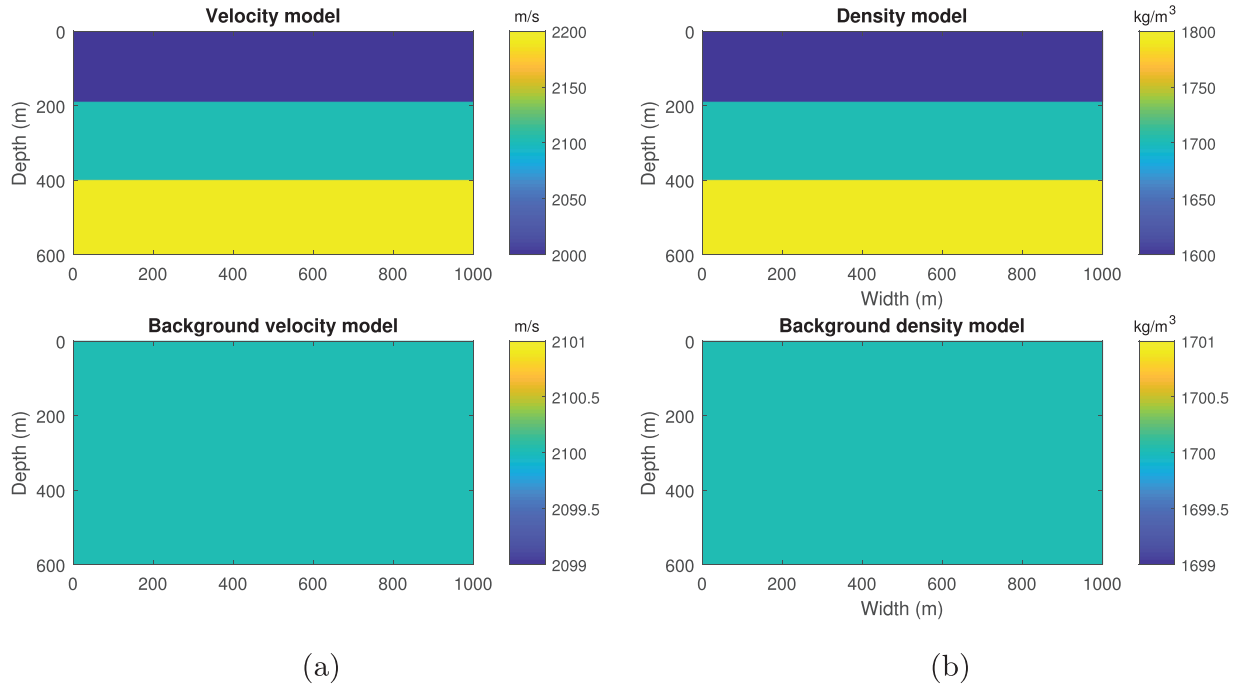 Velocity model
m/s
0
200
400
600
Depth (m)
0 200 400 600 800 1000
2200
2150
2100
2050
2000
Density model
kg/m³
0
200
400
600
Depth (m)
0 200 400 600 800 1000
Width (m)
1800
1750
1700
1650
1600
Background velocity model
m/s
0
200
400
600
Depth (m)
0 200 400 600 800 1000
2101
2100.5
2100
2099.5
2099
Background density model
kg/m³
0
200
400
600
Depth (m)
0 200 400 600 800 1000
Width (m)
1701
1700.5
1700
1699.5
1699
(a)
(b)